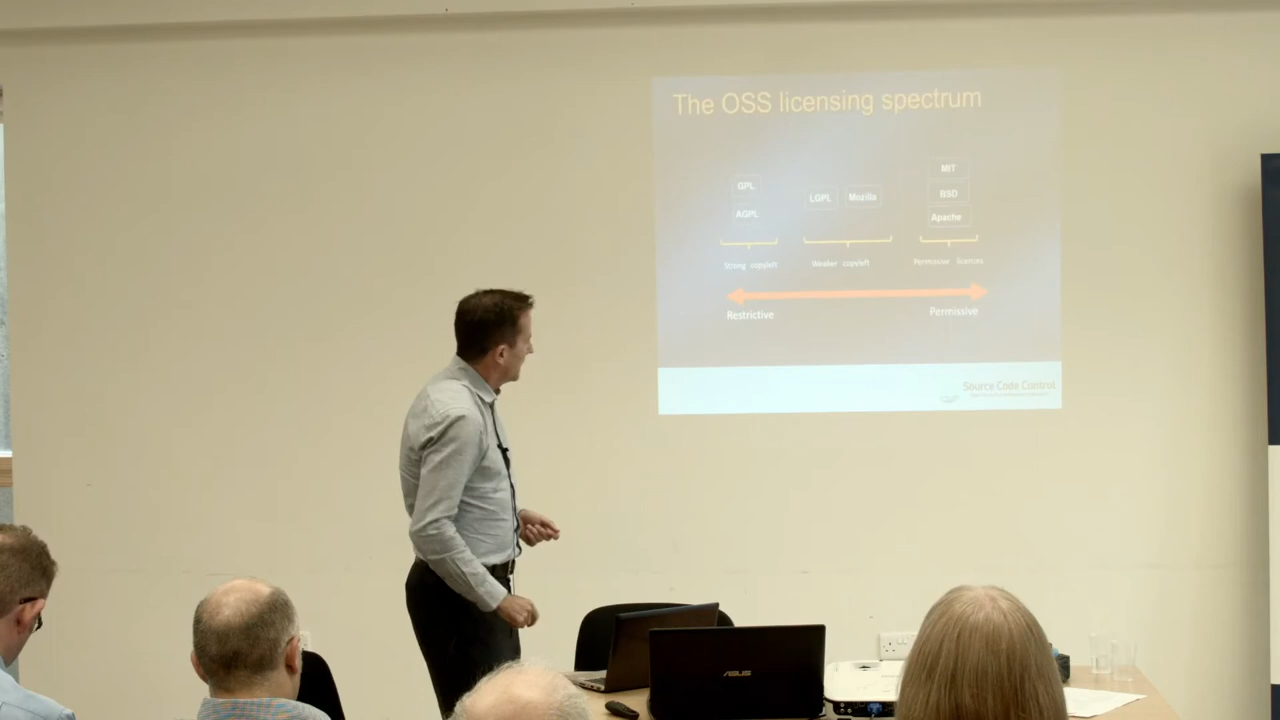 The OSS licensing spectrum
MIT
GPL
LGPL
Mozilla
BSD
AGPL
Apache
Strong copyleft
Weaker copyleft
Permissive licences
Restrictive
Permissive
Source Code Control
ASUS